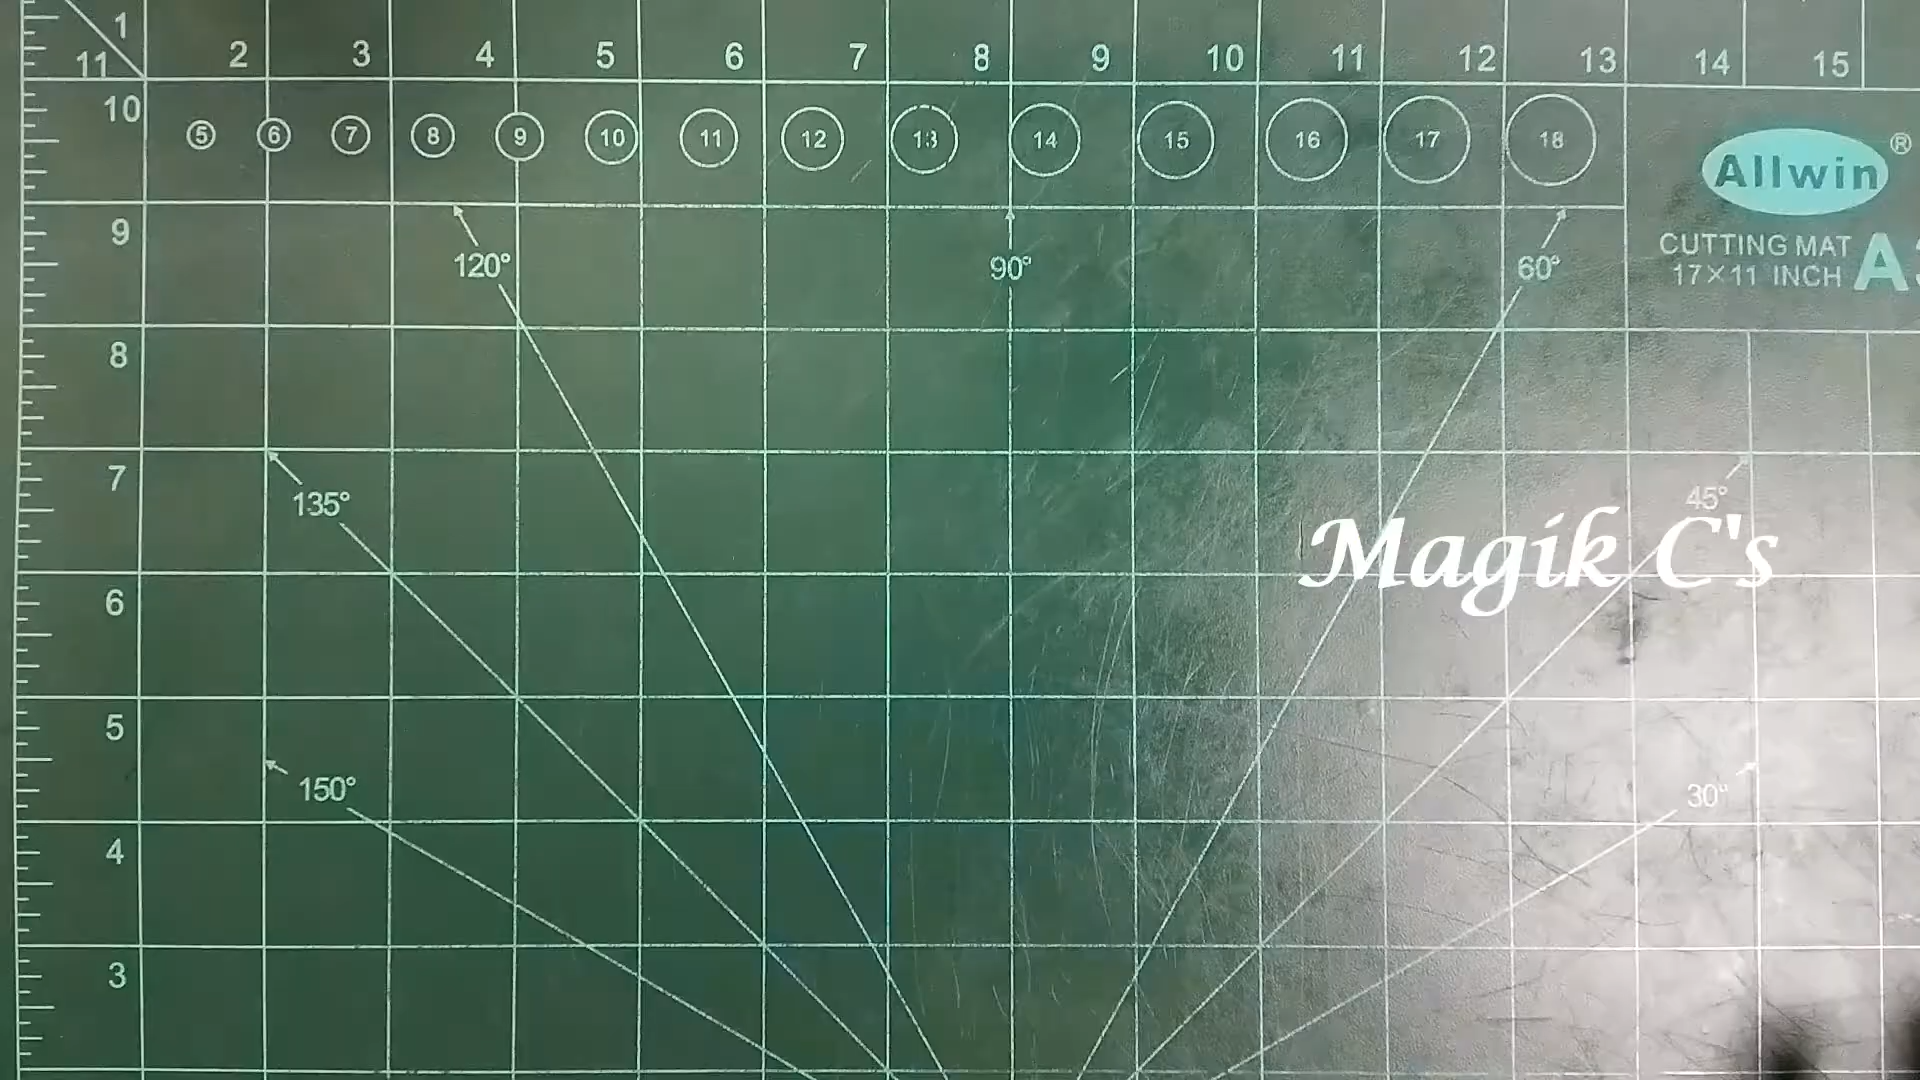 1
11 2 3 4 5 6 7 8 9 10 11 12 13 14 15
10 5 6 7 8 9 10 11 12 13 14 15 16 17 18
Allwin®
9
CUTTING MAT
17×11 INCH
120° 90° 60°
8
7
135° 45°
Magik C's
6
5
150° 30°
4
3